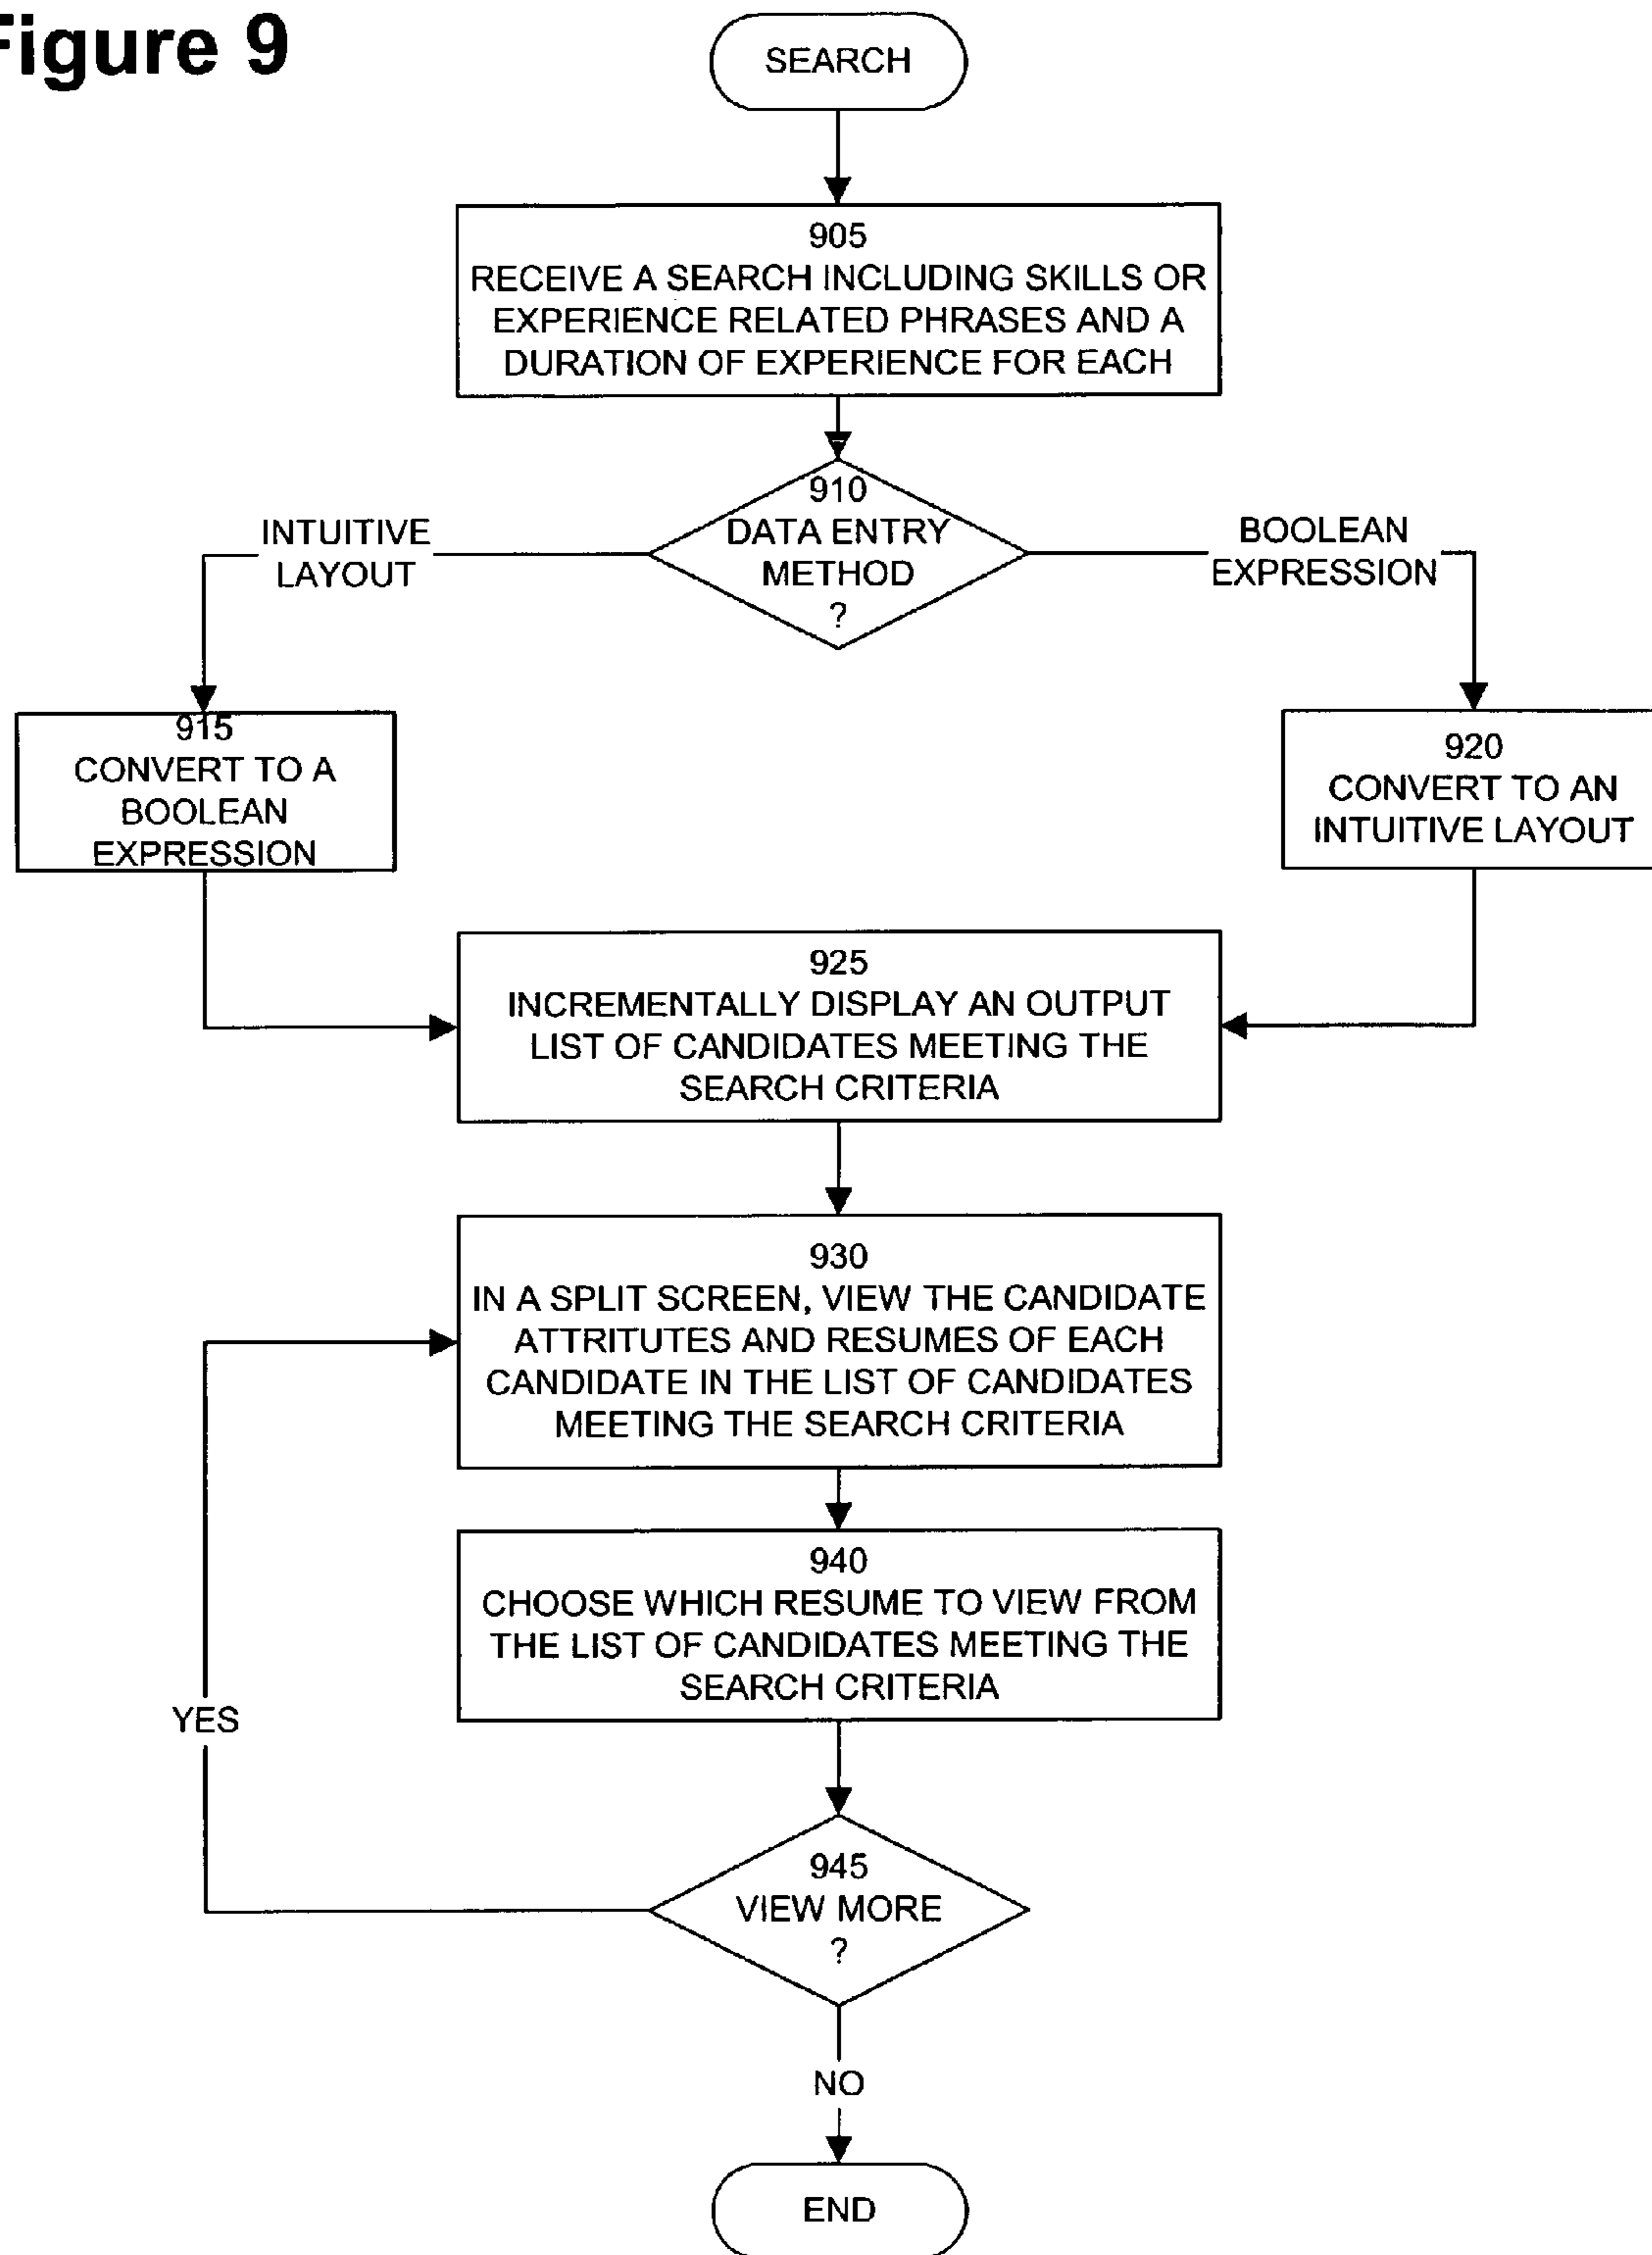 Figure 9
SEARCH
905
RECEIVE A SEARCH INCLUDING SKILLS OR
EXPERIENCE RELATED PHRASES AND A
DURATION OF EXPERIENCE FOR EACH
910
DATA ENTRY
METHOD
?
INTUITIVE
LAYOUT
BOOLEAN
EXPRESSION
915
CONVERT TO A
BOOLEAN
EXPRESSION
920
CONVERT TO AN
INTUITIVE LAYOUT
925
INCREMENTALLY DISPLAY AN OUTPUT
LIST OF CANDIDATES MEETING THE
SEARCH CRITERIA
930
IN A SPLIT SCREEN, VIEW THE CANDIDATE
ATTRITUTES AND RESUMES OF EACH
CANDIDATE IN THE LIST OF CANDIDATES
MEETING THE SEARCH CRITERIA
940
CHOOSE WHICH RESUME TO VIEW FROM
THE LIST OF CANDIDATES MEETING THE
SEARCH CRITERIA
YES
945
VIEW MORE
?
NO
END